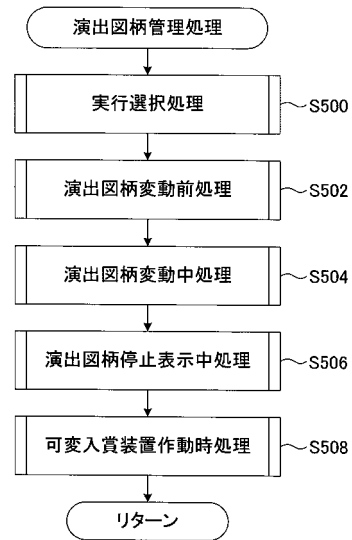 演出図柄管理処理
実行選択処理
S500
演出図柄変動前処理
S502
演出図柄変動中処理
S504
演出図柄停止表示中処理
S506
可変入賞装置作動時処理
S508
リターン